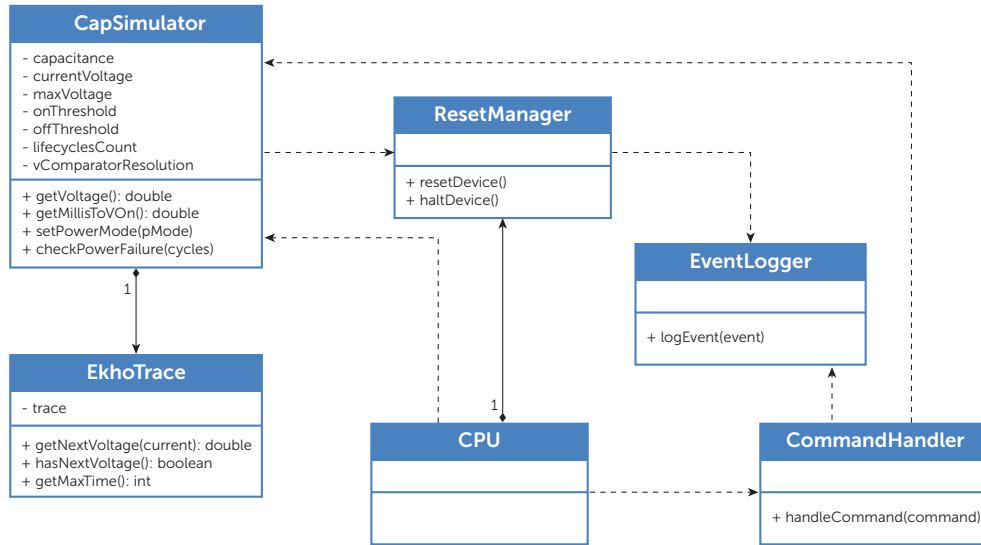 CapSimulator
- capacitance
- currentVoltage
- maxVoltage
- onThreshold
- offThreshold
- lifecyclesCount
- vComparatorResolution
+ getVoltage(): double
+ getMillisToVOn(): double
+ setPowerMode(pMode)
+ checkPowerFailure(cycles)
ResetManager
+ resetDevice()
+ haltDevice()
EventLogger
+ logEvent(event)
1
EkhoTrace
- trace
+ getNextVoltage(current): double
+ hasNextVoltage(): boolean
+ getMaxTime(): int
1
CPU
CommandHandler
+ handleCommand(command)